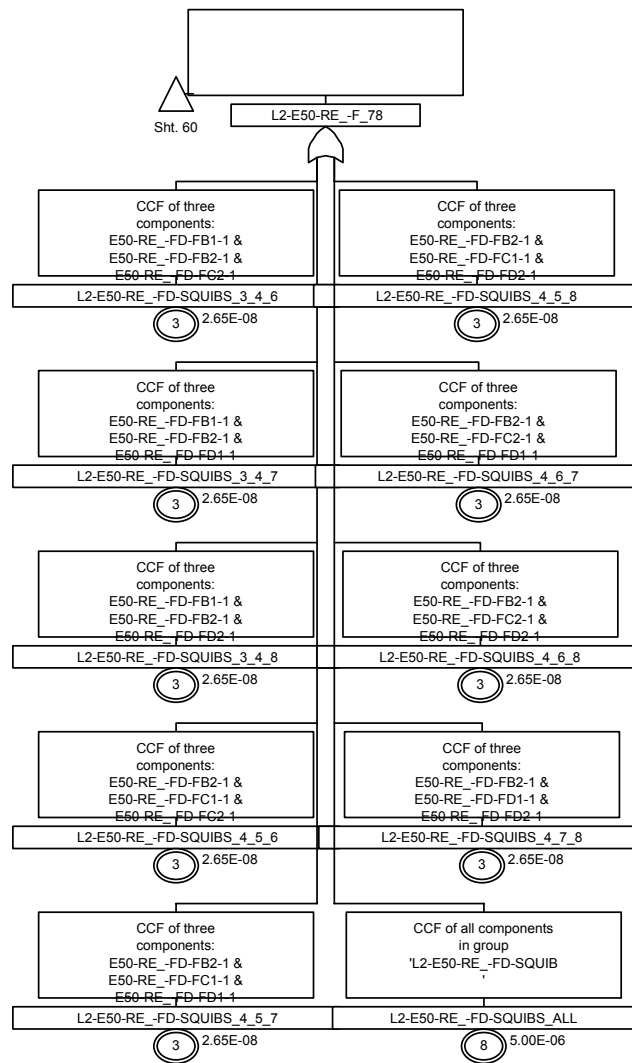 Sht. 60
L2-E50-RE_-F_78
CCF of three
components:
E50-RE_-FD-FB1-1 &
E50-RE_-FD-FB2-1 &
E50-RE_-FD-FC2-1
L2-E50-RE_-FD-SQUIBS_3_4_6
3
2.65E-08
CCF of three
components:
E50-RE_-FD-FB2-1 &
E50-RE_-FD-FC1-1 &
E50-RE_-FD-FD2-1
L2-E50-RE_-FD-SQUIBS_4_5_8
3
2.65E-08
CCF of three
components:
E50-RE_-FD-FB1-1 &
E50-RE_-FD-FB2-1 &
E50-RE_-FD-FD1-1
L2-E50-RE_-FD-SQUIBS_3_4_7
3
2.65E-08
CCF of three
components:
E50-RE_-FD-FB2-1 &
E50-RE_-FD-FC2-1 &
E50-RE_-FD-FD1-1
L2-E50-RE_-FD-SQUIBS_4_6_7
3
2.65E-08
CCF of three
components:
E50-RE_-FD-FB1-1 &
E50-RE_-FD-FB2-1 &
E50-RE_-FD-FD2-1
L2-E50-RE_-FD-SQUIBS_3_4_8
3
2.65E-08
CCF of three
components:
E50-RE_-FD-FB2-1 &
E50-RE_-FD-FC2-1 &
E50-RE_-FD-FD2-1
L2-E50-RE_-FD-SQUIBS_4_6_8
3
2.65E-08
CCF of three
components:
E50-RE_-FD-FB2-1 &
E50-RE_-FD-FC1-1 &
E50-RE_-FD-FC2-1
L2-E50-RE_-FD-SQUIBS_4_5_6
3
2.65E-08
CCF of three
components:
E50-RE_-FD-FB2-1 &
E50-RE_-FD-FD1-1 &
E50-RE_-FD-FD2-1
L2-E50-RE_-FD-SQUIBS_4_7_8
3
2.65E-08
CCF of three
components:
E50-RE_-FD-FB2-1 &
E50-RE_-FD-FC1-1 &
E50-RE_-FD-FD1-1
L2-E50-RE_-FD-SQUIBS_4_5_7
3
2.65E-08
CCF of all components
in group
'L2-E50-RE_-FD-SQUIB
'
L2-E50-RE_-FD-SQUIBS_ALL
8
5.00E-06